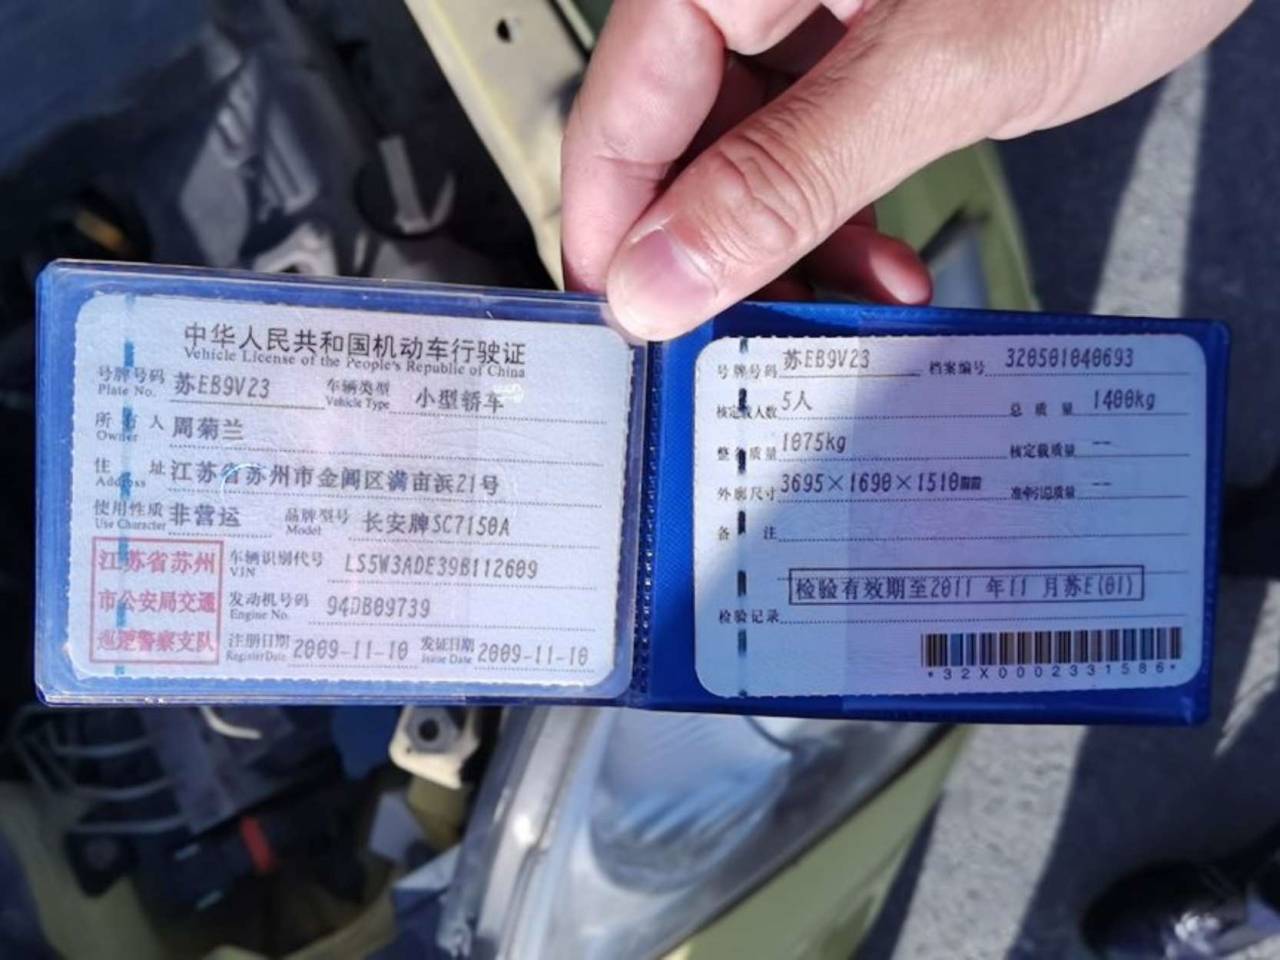 中华人民共和国机动车行驶证
Vehicle License of the People's Republic of China
号牌号码 苏EB9V23 车辆类型 小型轿车
Plate No. Vehicle Type
所有人 周菊兰
Owner
住址 江苏省苏州市金阊区满亩浜21号
Address
使用性质 非营运 品牌型号 长安牌SC7150A
Use Character Model
江苏省苏州
市公安局交通
巡逻警察支队
车辆识别代号 LS5W3ADE39B112609
VIN
发动机号码 94DB09739
Engine No.
注册日期 2009-11-10 发证日期 2009-11-10
Register Date Issue Date
号牌号码 苏EB9V23 档案编号 320501040693
核定载人数 5人 总质量 1400kg
整备质量 1075kg 核定载质量 --
外廓尺寸 3695×1690×1510mm 准牵引总质量 --
备注
检验有效期至2011 年11 月苏E(01)
检验记录
*32X0002331586*